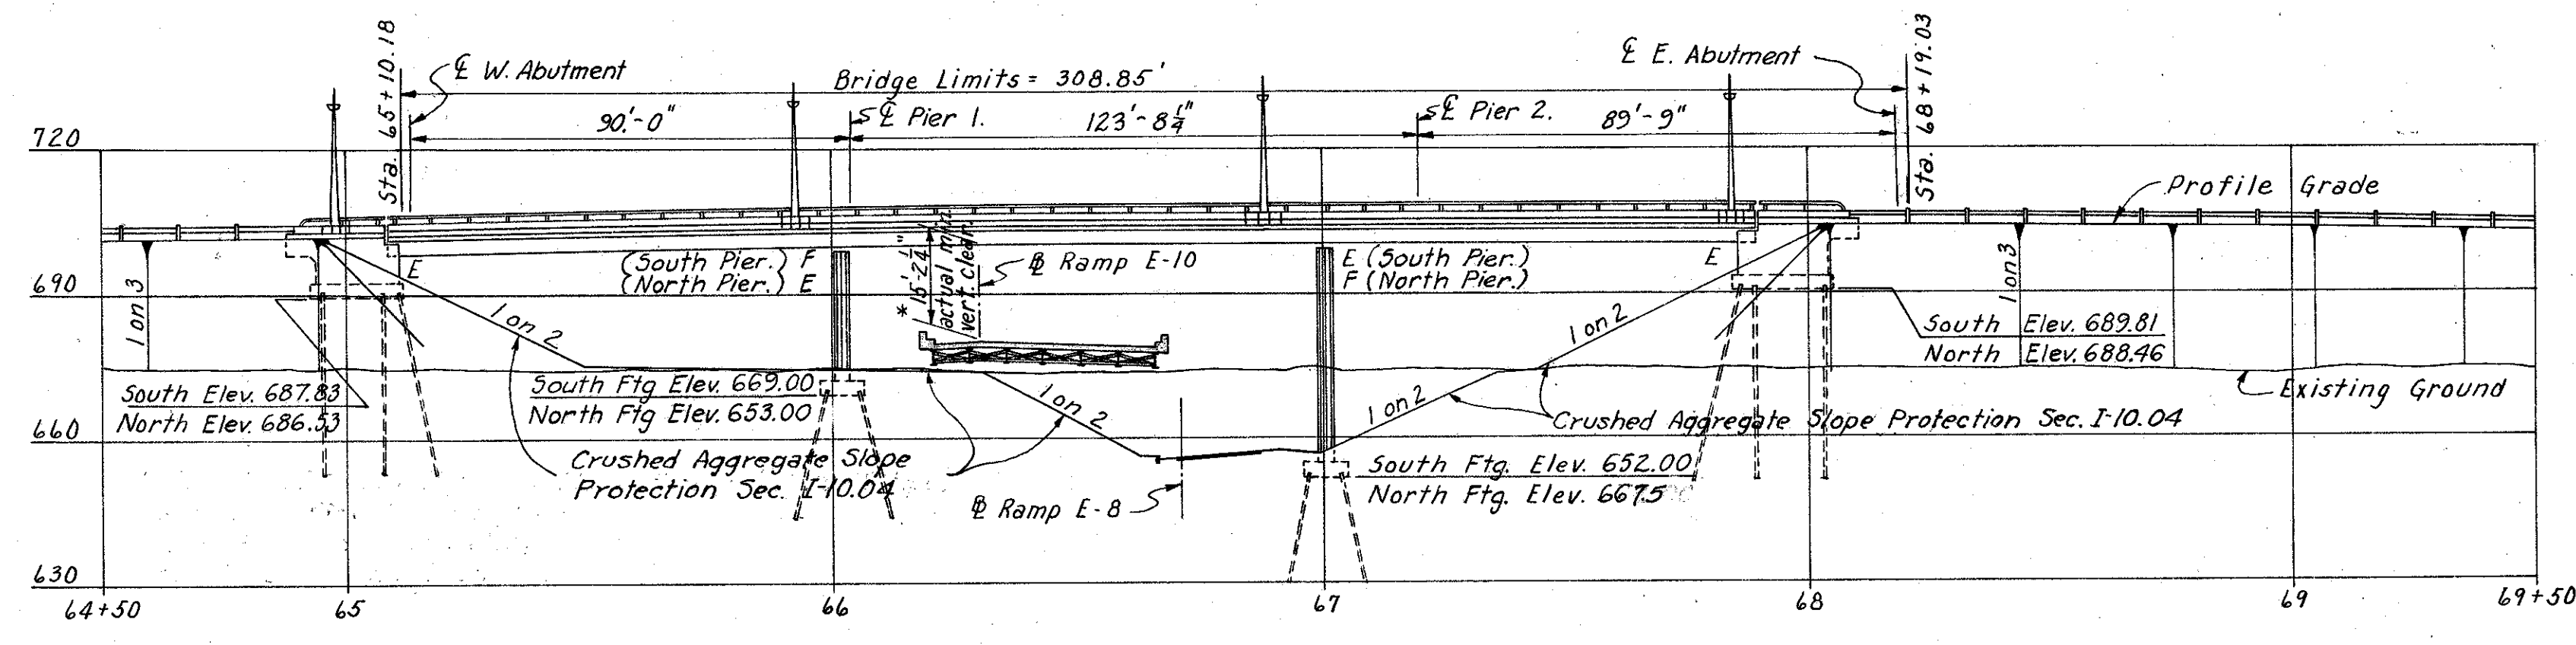 Sta. 65 + 10.18
℄ W. Abutment
Bridge Limits = 308.85'
℄ E. Abutment
Sta. 68 + 19.03
90'-0"
℄ Pier 1.
123'-8 1/4"
℄ Pier 2.
89'-9"
720
Profile Grade
(South Pier.) F
(North Pier.) E
* 15'-2 1/4"
actual min.
vert. clear.
℄ Ramp E-10
E (South Pier.)
F (North Pier.)
E
E
690
1 on 3
1 on 2
1 on 2
1 on 3
South Elev. 689.81
North Elev. 688.46
South Elev. 687.83
North Elev. 686.53
South Ftg Elev. 669.00
North Ftg Elev. 653.00
1 on 2
1 on 2
Existing Ground
Crushed Aggregate Slope Protection Sec. I-10.04
660
Crushed Aggregate Slope
Protection Sec. I-10.04
South Ftg. Elev. 652.00
North Ftg. Elev. 667.5
℄ Ramp E-8
630
64+50
65
66
67
68
69
69+50